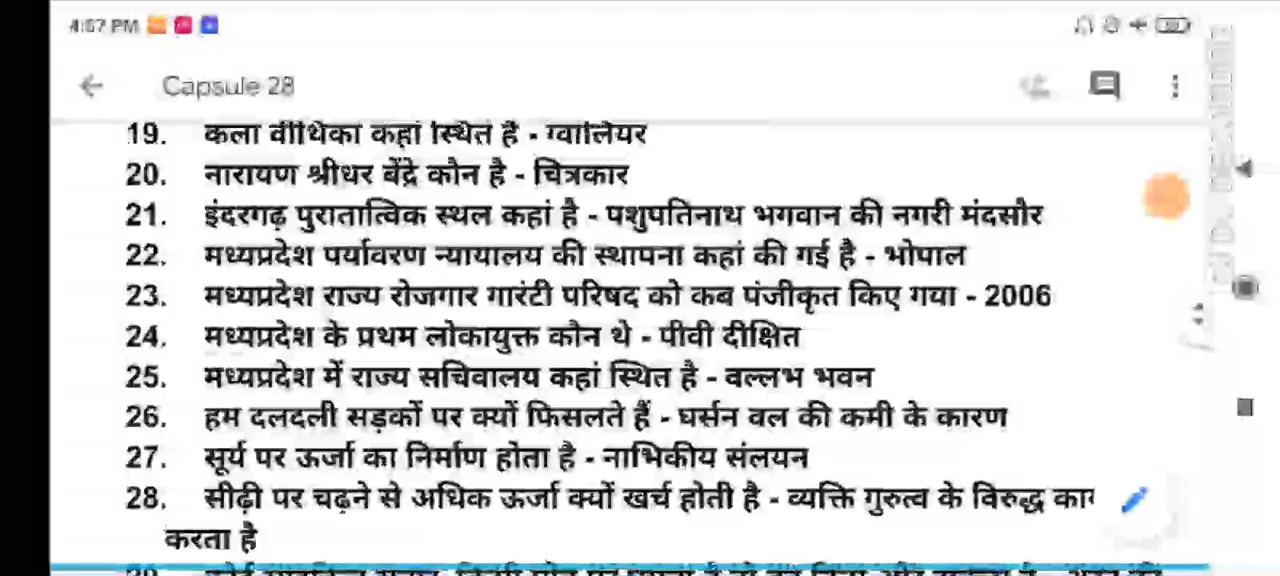 4:57 PM
Capsule 28
19. कला वीथिका कहां स्थित है - ग्वालियर
20. नारायण श्रीधर बेंद्रे कौन है - चित्रकार
21. इंदरगढ़ पुरातात्विक स्थल कहां है - पशुपतिनाथ भगवान की नगरी मंदसौर
22. मध्यप्रदेश पर्यावरण न्यायालय की स्थापना कहां की गई है - भोपाल
23. मध्यप्रदेश राज्य रोजगार गारंटी परिषद को कब पंजीकृत किए गया - 2006
24. मध्यप्रदेश के प्रथम लोकायुक्त कौन थे - पीवी दीक्षित
25. मध्यप्रदेश में राज्य सचिवालय कहां स्थित है - वल्लभ भवन
26. हम दलदली सड़कों पर क्यों फिसलते हैं - घर्सन वल की कमी के कारण
27. सूर्य पर ऊर्जा का निर्माण होता है - नाभिकीय संलयन
28. सीढ़ी पर चढ़ने से अधिक ऊर्जा क्यों खर्च होती है - व्यक्ति गुरुत्व के विरुद्ध
करता है